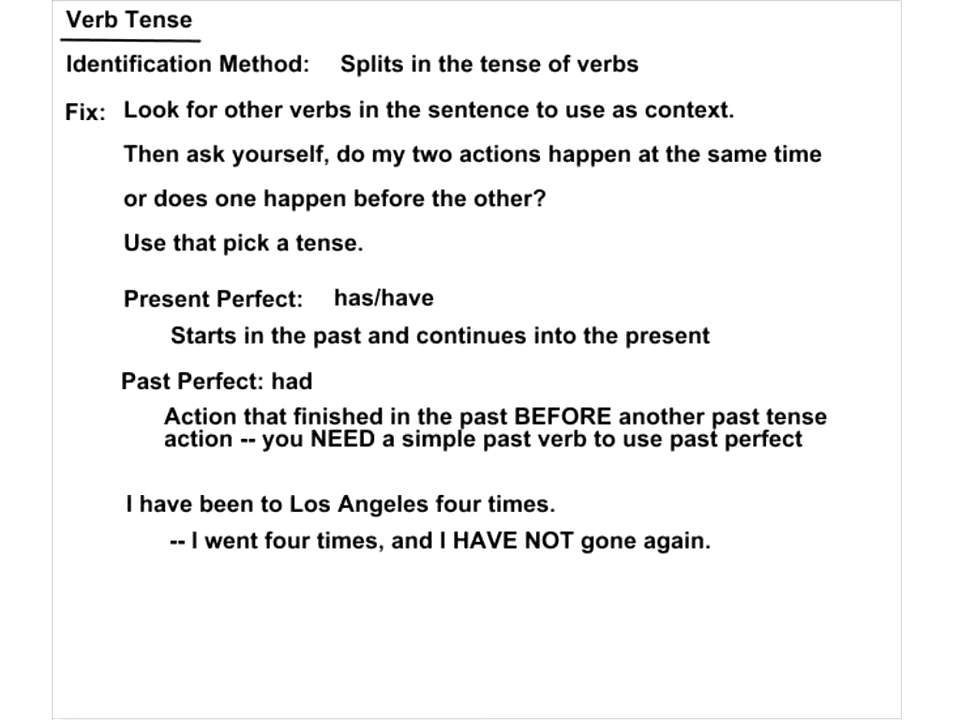 Verb Tense
Identification Method: Splits in the tense of verbs
Fix: Look for other verbs in the sentence to use as context.
Then ask yourself, do my two actions happen at the same time
or does one happen before the other?
Use that pick a tense.
Present Perfect: has/have
Starts in the past and continues into the present
Past Perfect: had
Action that finished in the past BEFORE another past tense
action -- you NEED a simple past verb to use past perfect
I have been to Los Angeles four times.
-- I went four times, and I HAVE NOT gone again.